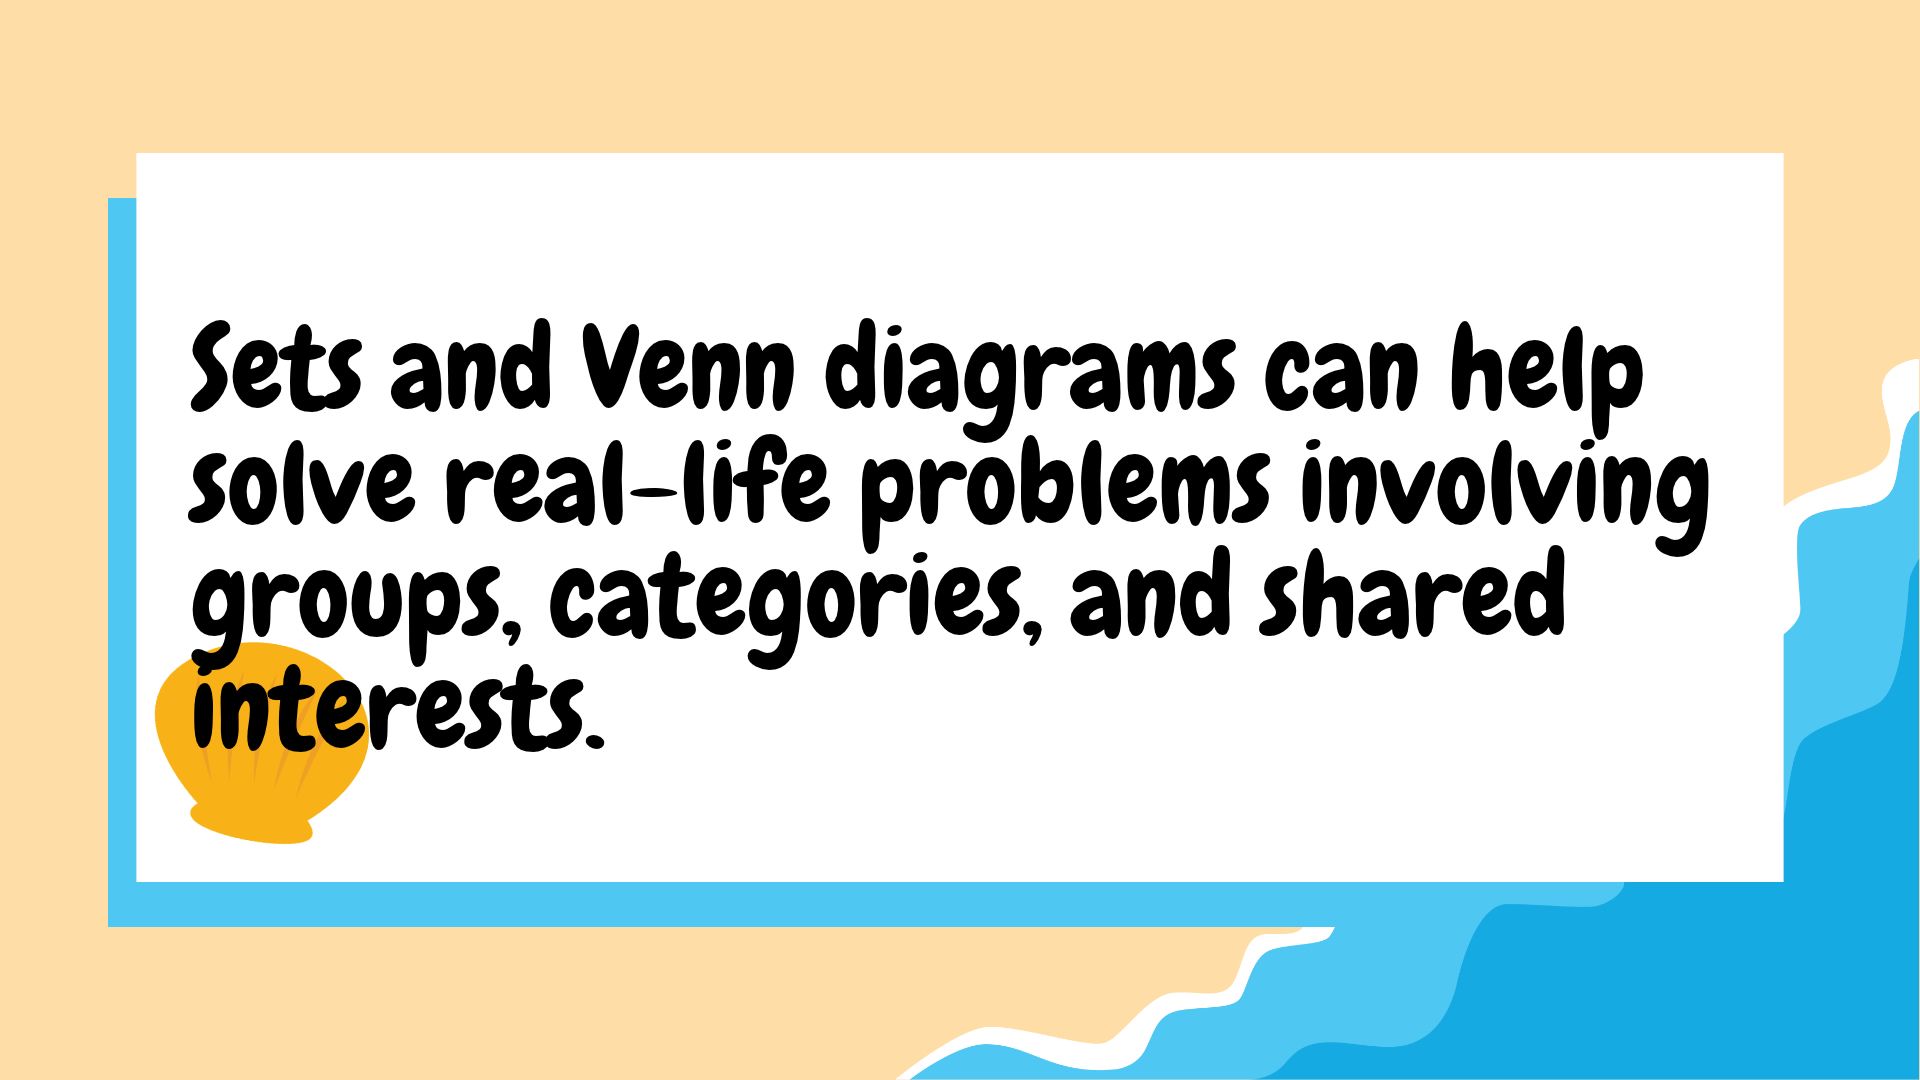 Sets and Venn diagrams can help
solve real-life problems involving
groups, categories, and shared
interests.